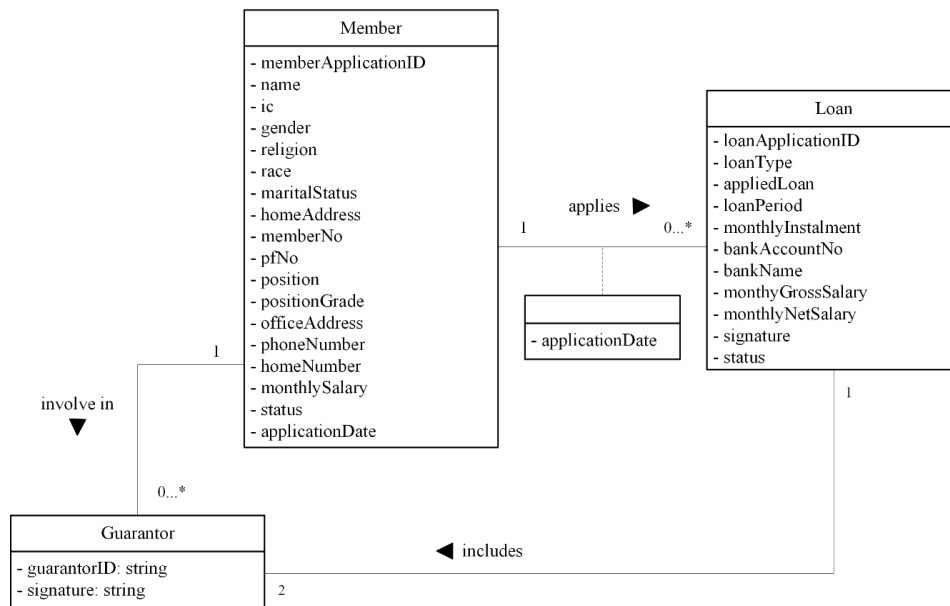 Member
- memberApplicationID
- name
- ic
- gender
- religion
- race
- maritalStatus
- homeAddress
- memberNo
- pfNo
- position
- positionGrade
- officeAddress
- phoneNumber
- homeNumber
- monthlySalary
- status
- applicationDate
applies
1
0...*
- applicationDate
Loan
- loanApplicationID
- loanType
- appliedLoan
- loanPeriod
- monthlyInstalment
- bankAccountNo
- bankName
- monthyGrossSalary
- monthlyNetSalary
- signature
- status
1
involve in
0...*
1
includes
2
Guarantor
- guarantorID: string
- signature: string